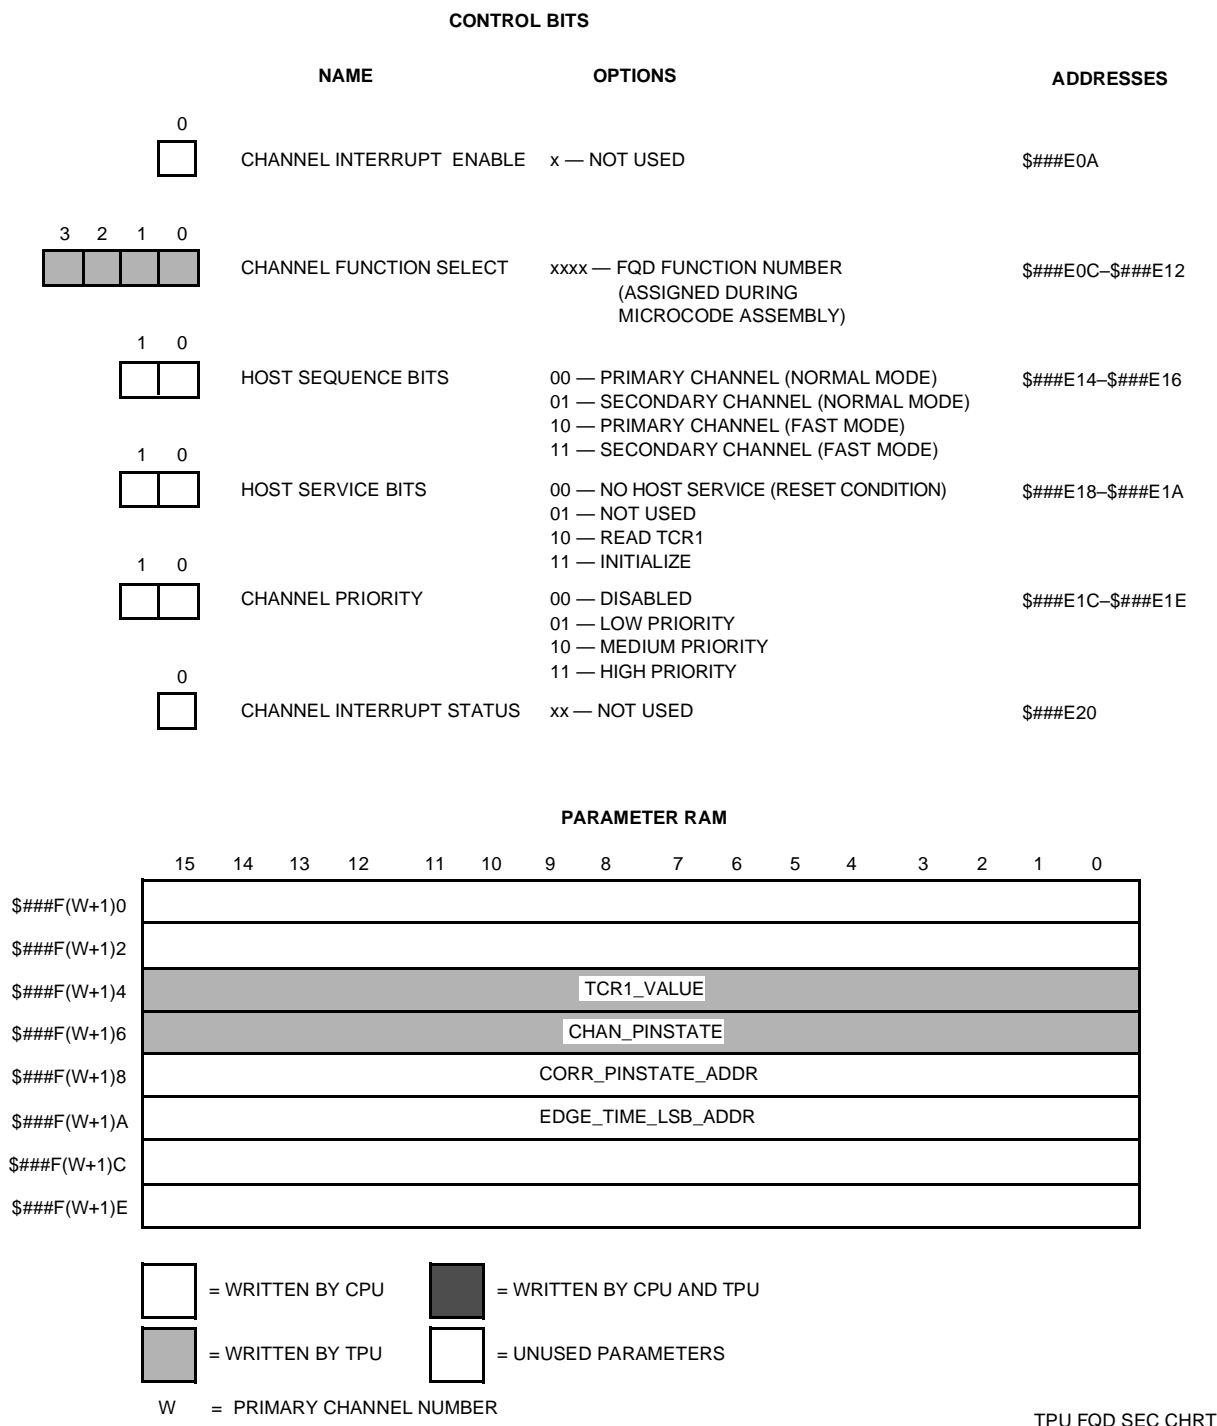 CONTROL BITS
NAME OPTIONS ADDRESSES
0
CHANNEL INTERRUPT ENABLE x — NOT USED $###E0A
3 2 1 0
CHANNEL FUNCTION SELECT xxxx — FQD FUNCTION NUMBER $###E0C–$###E12
(ASSIGNED DURING
MICROCODE ASSEMBLY)
1 0
HOST SEQUENCE BITS 00 — PRIMARY CHANNEL (NORMAL MODE) $###E14–$###E16
01 — SECONDARY CHANNEL (NORMAL MODE)
10 — PRIMARY CHANNEL (FAST MODE)
11 — SECONDARY CHANNEL (FAST MODE)
1 0
HOST SERVICE BITS 00 — NO HOST SERVICE (RESET CONDITION) $###E18–$###E1A
01 — NOT USED
10 — READ TCR1
11 — INITIALIZE
1 0
CHANNEL PRIORITY 00 — DISABLED $###E1C–$###E1E
01 — LOW PRIORITY
10 — MEDIUM PRIORITY
11 — HIGH PRIORITY
0
CHANNEL INTERRUPT STATUS xx — NOT USED $###E20
PARAMETER RAM
15 14 13 12 11 10 9 8 7 6 5 4 3 2 1 0
$###F(W+1)0
$###F(W+1)2
$###F(W+1)4 TCR1_VALUE
$###F(W+1)6 CHAN_PINSTATE
$###F(W+1)8 CORR_PINSTATE_ADDR
$###F(W+1)A EDGE_TIME_LSB_ADDR
$###F(W+1)C
$###F(W+1)E
= WRITTEN BY CPU = WRITTEN BY CPU AND TPU
= WRITTEN BY TPU = UNUSED PARAMETERS
W = PRIMARY CHANNEL NUMBER
TPU FQD SEC CHRT